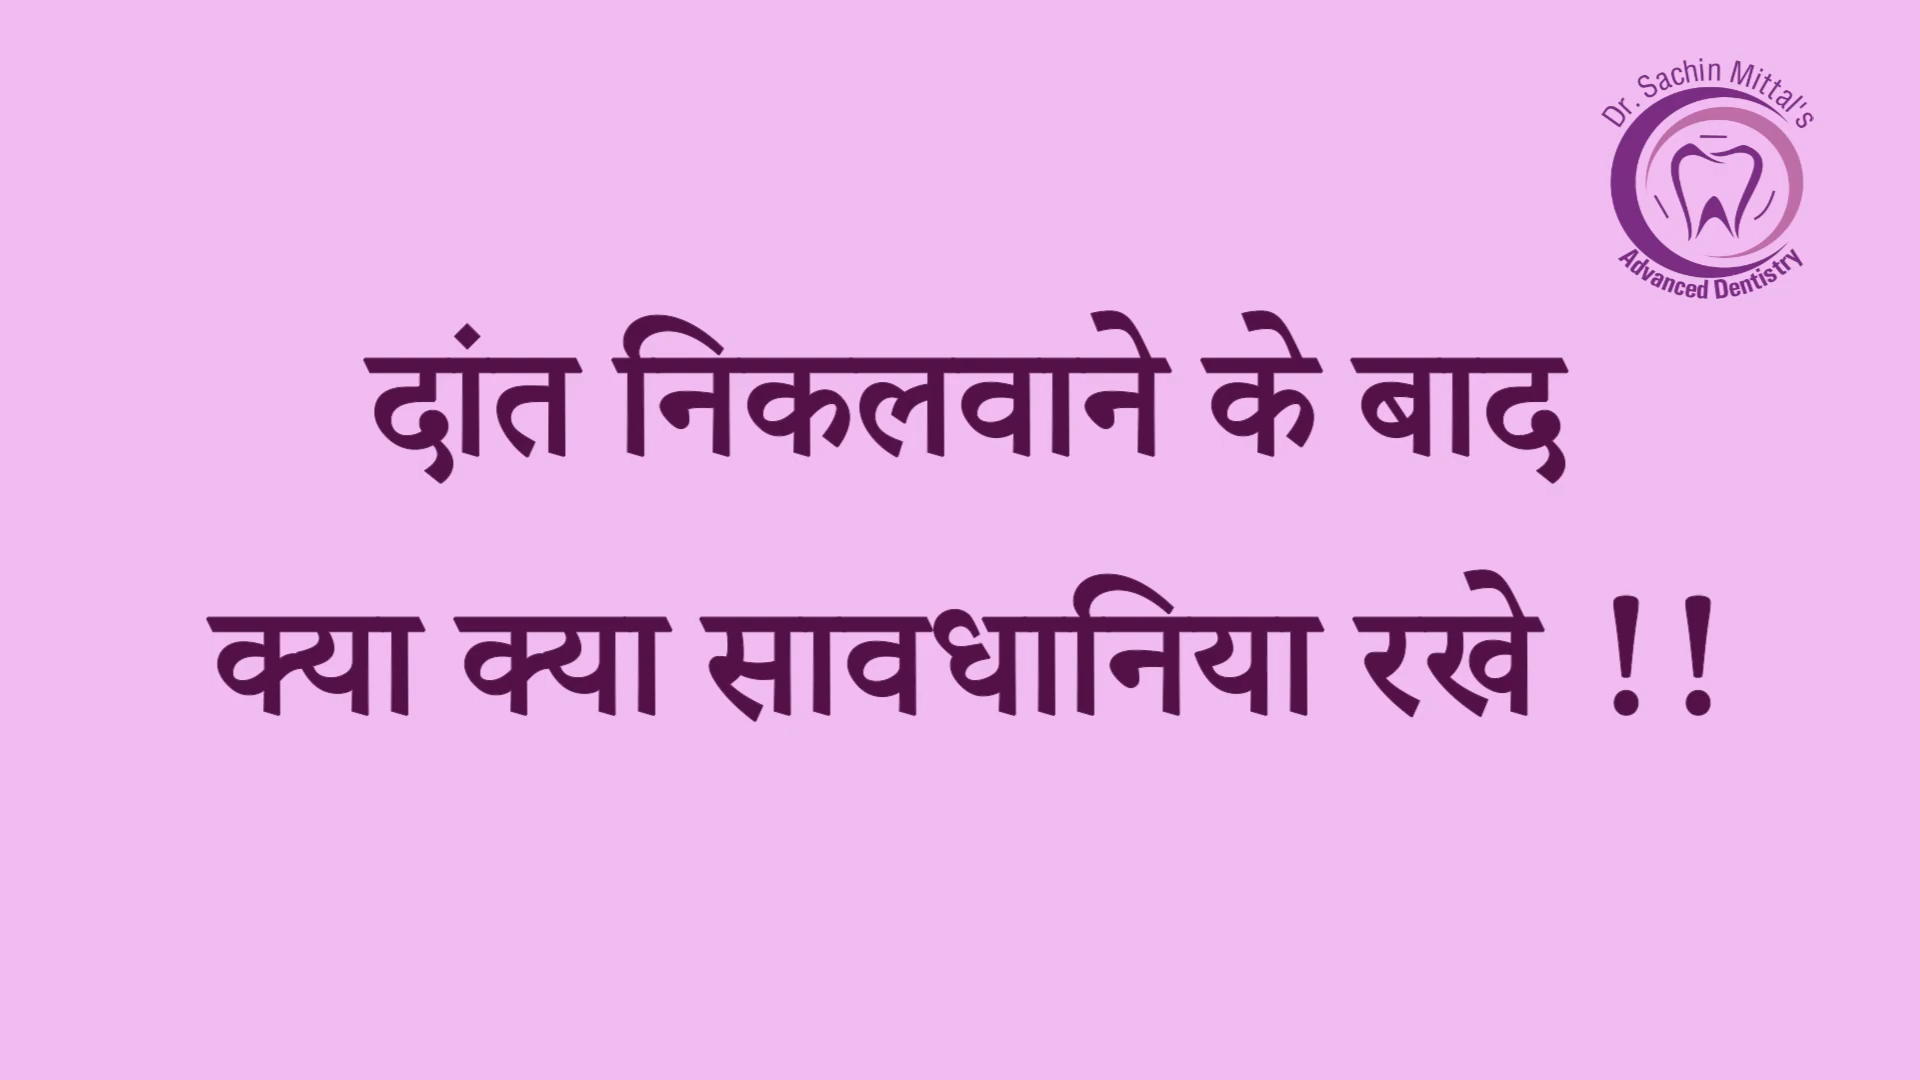 Dr. Sachin Mittal's
Advanced Dentistry
दांत निकलवाने के बाद
क्या क्या सावधानिया रखे !!